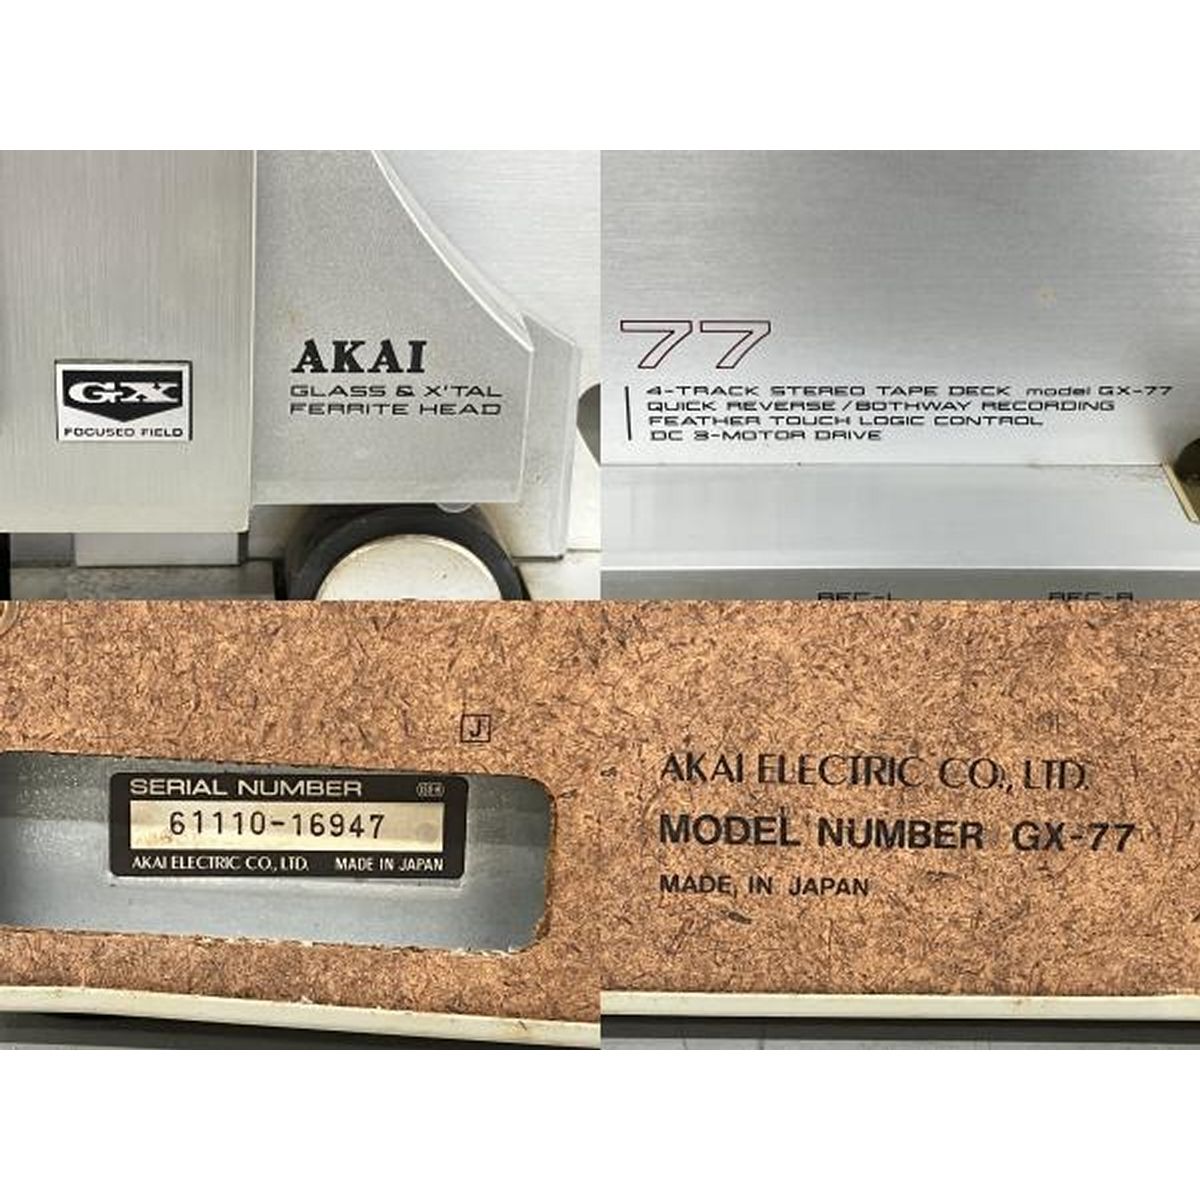 GX
FOCUSED FIELD
AKAI
GLASS & X'TAL
FERRITE HEAD
77
4-TRACK STEREO TAPE DECK model GX-77
QUICK REVERSE/BOTHWAY RECORDING
FEATHER TOUCH LOGIC CONTROL
DC 3-MOTOR DRIVE
REC-L REC-R
J
SERIAL NUMBER
61110-16947
AKAI ELECTRIC CO., LTD. MADE IN JAPAN
AKAI ELECTRIC CO., LTD.
MODEL NUMBER GX-77
MADE IN JAPAN